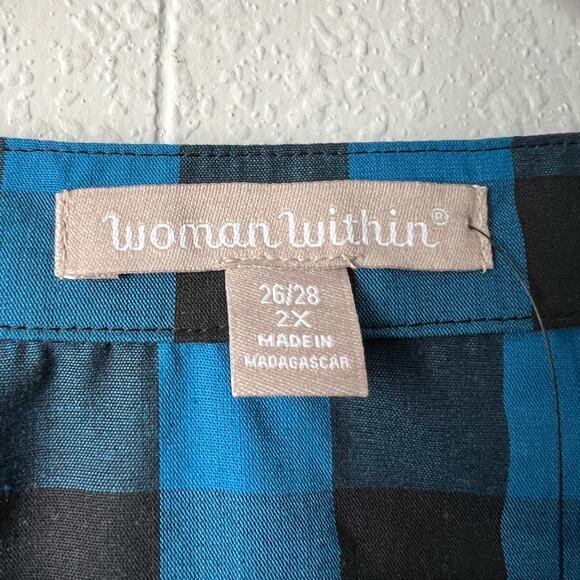 Woman Within®
26/28
2X
MADE IN
MADAGASCAR